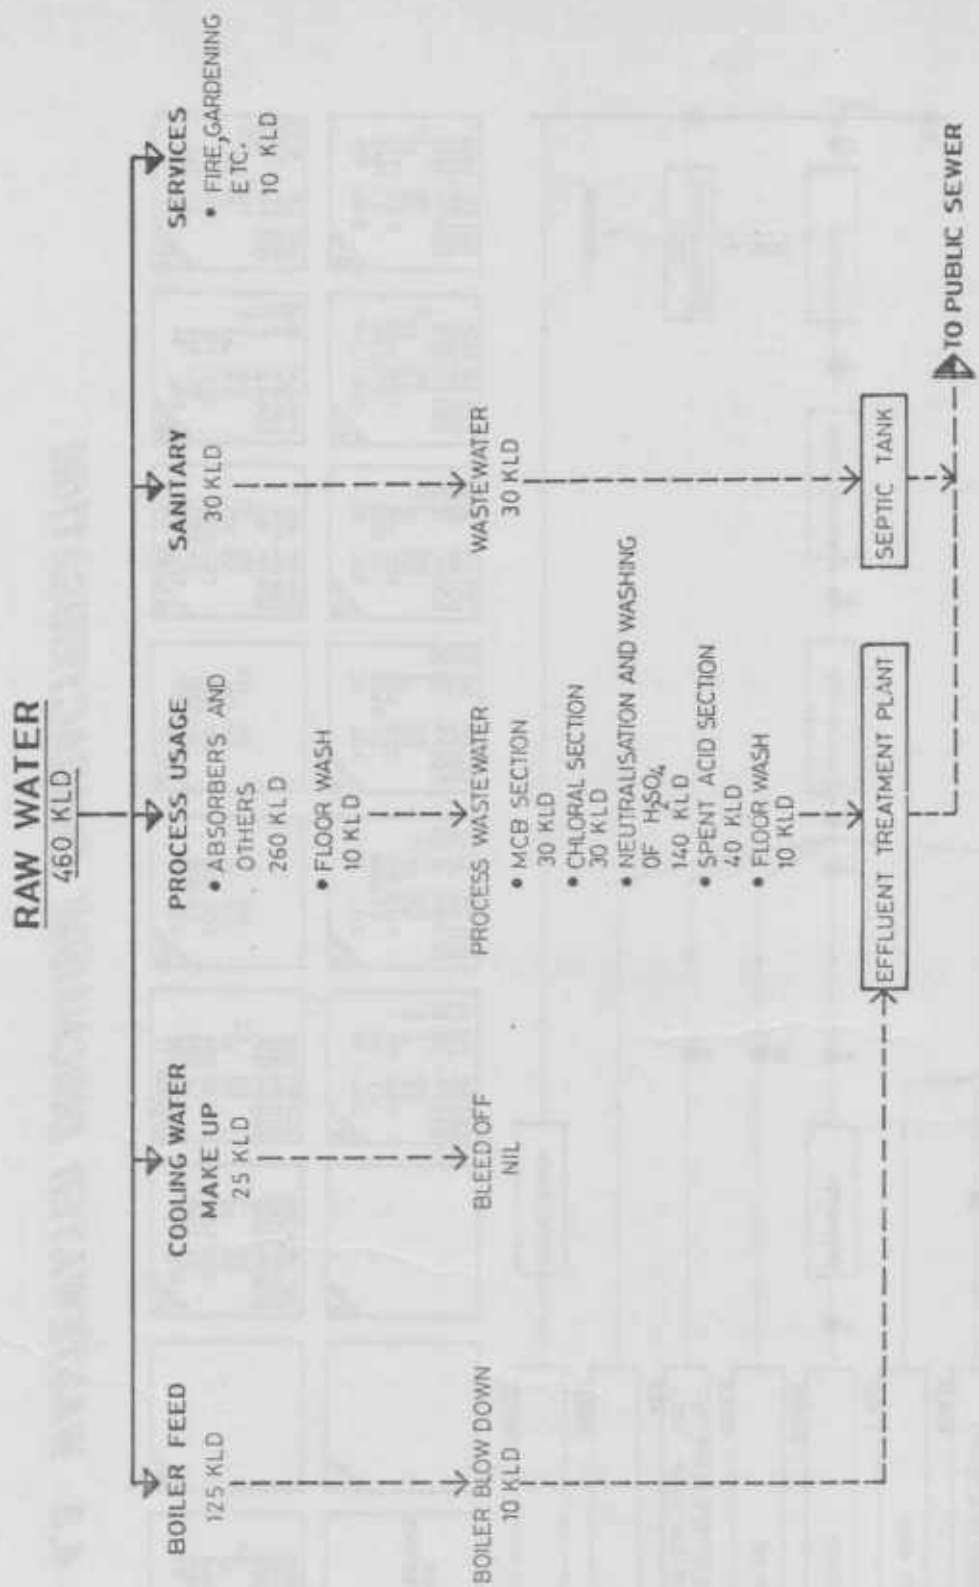 RAW WATER
460 KLD
BOILER FEED
125 KLD
COOLING WATER
MAKE UP
25 KLD
PROCESS USAGE
• ABSORBERS AND
OTHERS
260 KLD
• FLOOR WASH
10 KLD
SANITARY
30 KLD
SERVICES
• FIRE, GARDENING
ETC.
10 KLD
BOILER BLOW DOWN
10 KLD
BLEED OFF
NIL
PROCESS WASTEWATER
• MCB SECTION
30 KLD
• CHLORAL SECTION
30 KLD
• NEUTRALISATION AND WASHING
OF H2SO4
140 KLD
• SPENT ACID SECTION
40 KLD
• FLOOR WASH
10 KLD
WASTEWATER
30 KLD
EFFLUENT TREATMENT PLANT
SEPTIC TANK
TO PUBLIC SEWER